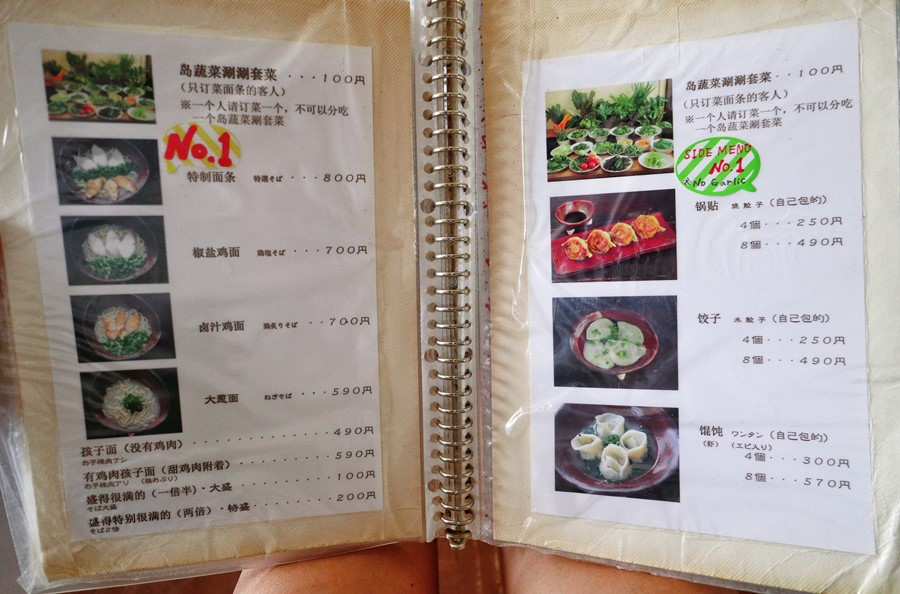 岛蔬菜涮涮套菜 ···100円
(只订菜面条的客人)
※一个人请订菜一个，不可以分吃
一个岛蔬菜涮套菜
No.1
特制面条 特選そば ···800円
椒盐鸡面 鶏塩そば ···700円
卤汁鸡面 鶏炙りそば ··700円
大葱面 ねぎそば ···590円
孩子面（没有鸡肉）··········490円
お子様肉ナシ
有鸡肉孩子面（甜鸡肉附着）·········590円
お子様肉アリ （鶏あぶり）
盛得很满的（一倍半）·大盛·········100円
そば大盛
盛得特别很满的（两倍）·特盛········200円
そば２倍
岛蔬菜涮涮套菜··100円
(只订菜面条的客人)
※一个人请订菜一个，不可以分吃
一个岛蔬菜涮套菜
SIDE MENO
No.1
No Garlic
锅贴 焼餃子（自己包的）
4個···250円
8個···490円
饺子 水餃子（自己包的）
4個···250円
8個···490円
馄饨 ワンタン（自己包的）
（虾） （エビ入り）
4個···300円
8個···570円